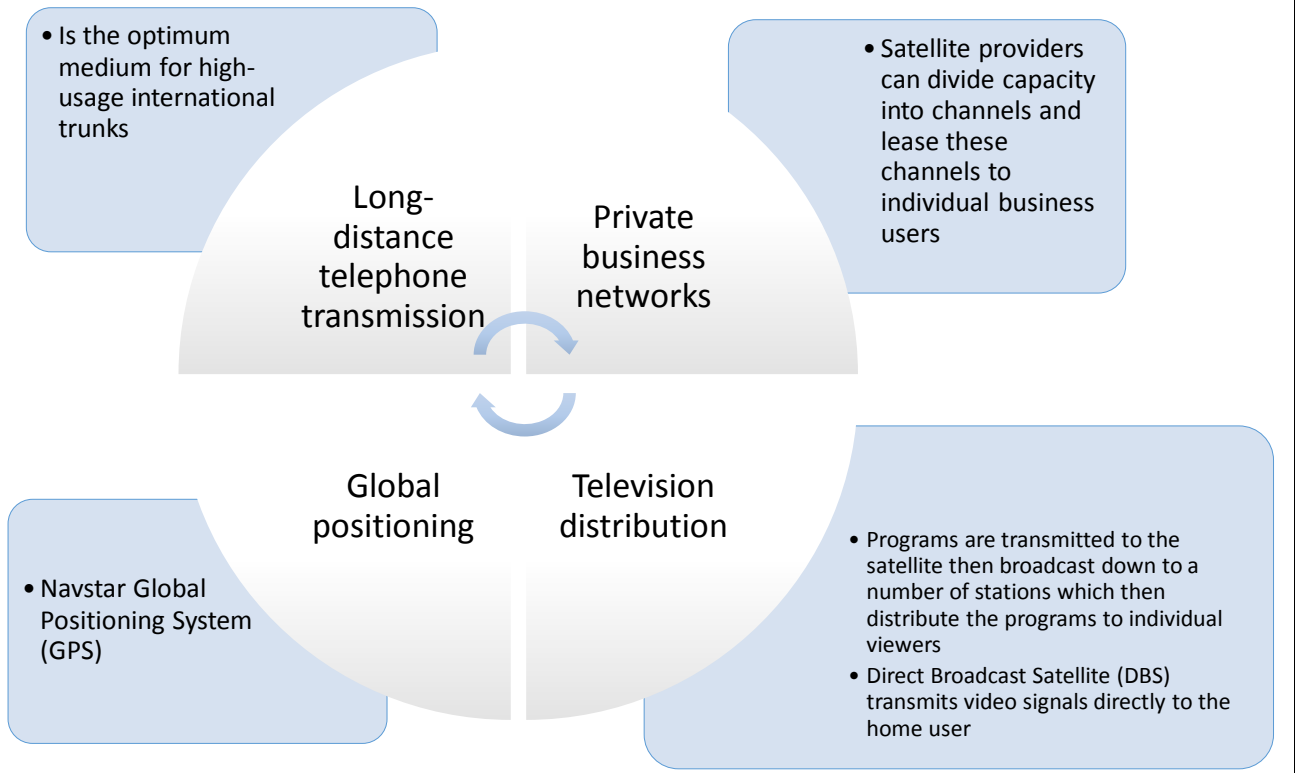 • Is the optimum
medium for high-
usage international
trunks
• Satellite providers
can divide capacity
into channels and
lease these
channels to
individual business
users
Long-
distance
telephone
transmission
Private
business
networks
Global
positioning
Television
distribution
• Navstar Global
Positioning System
(GPS)
• Programs are transmitted to the
satellite then broadcast down to a
number of stations which then
distribute the programs to individual
viewers
• Direct Broadcast Satellite (DBS)
transmits video signals directly to the
home user